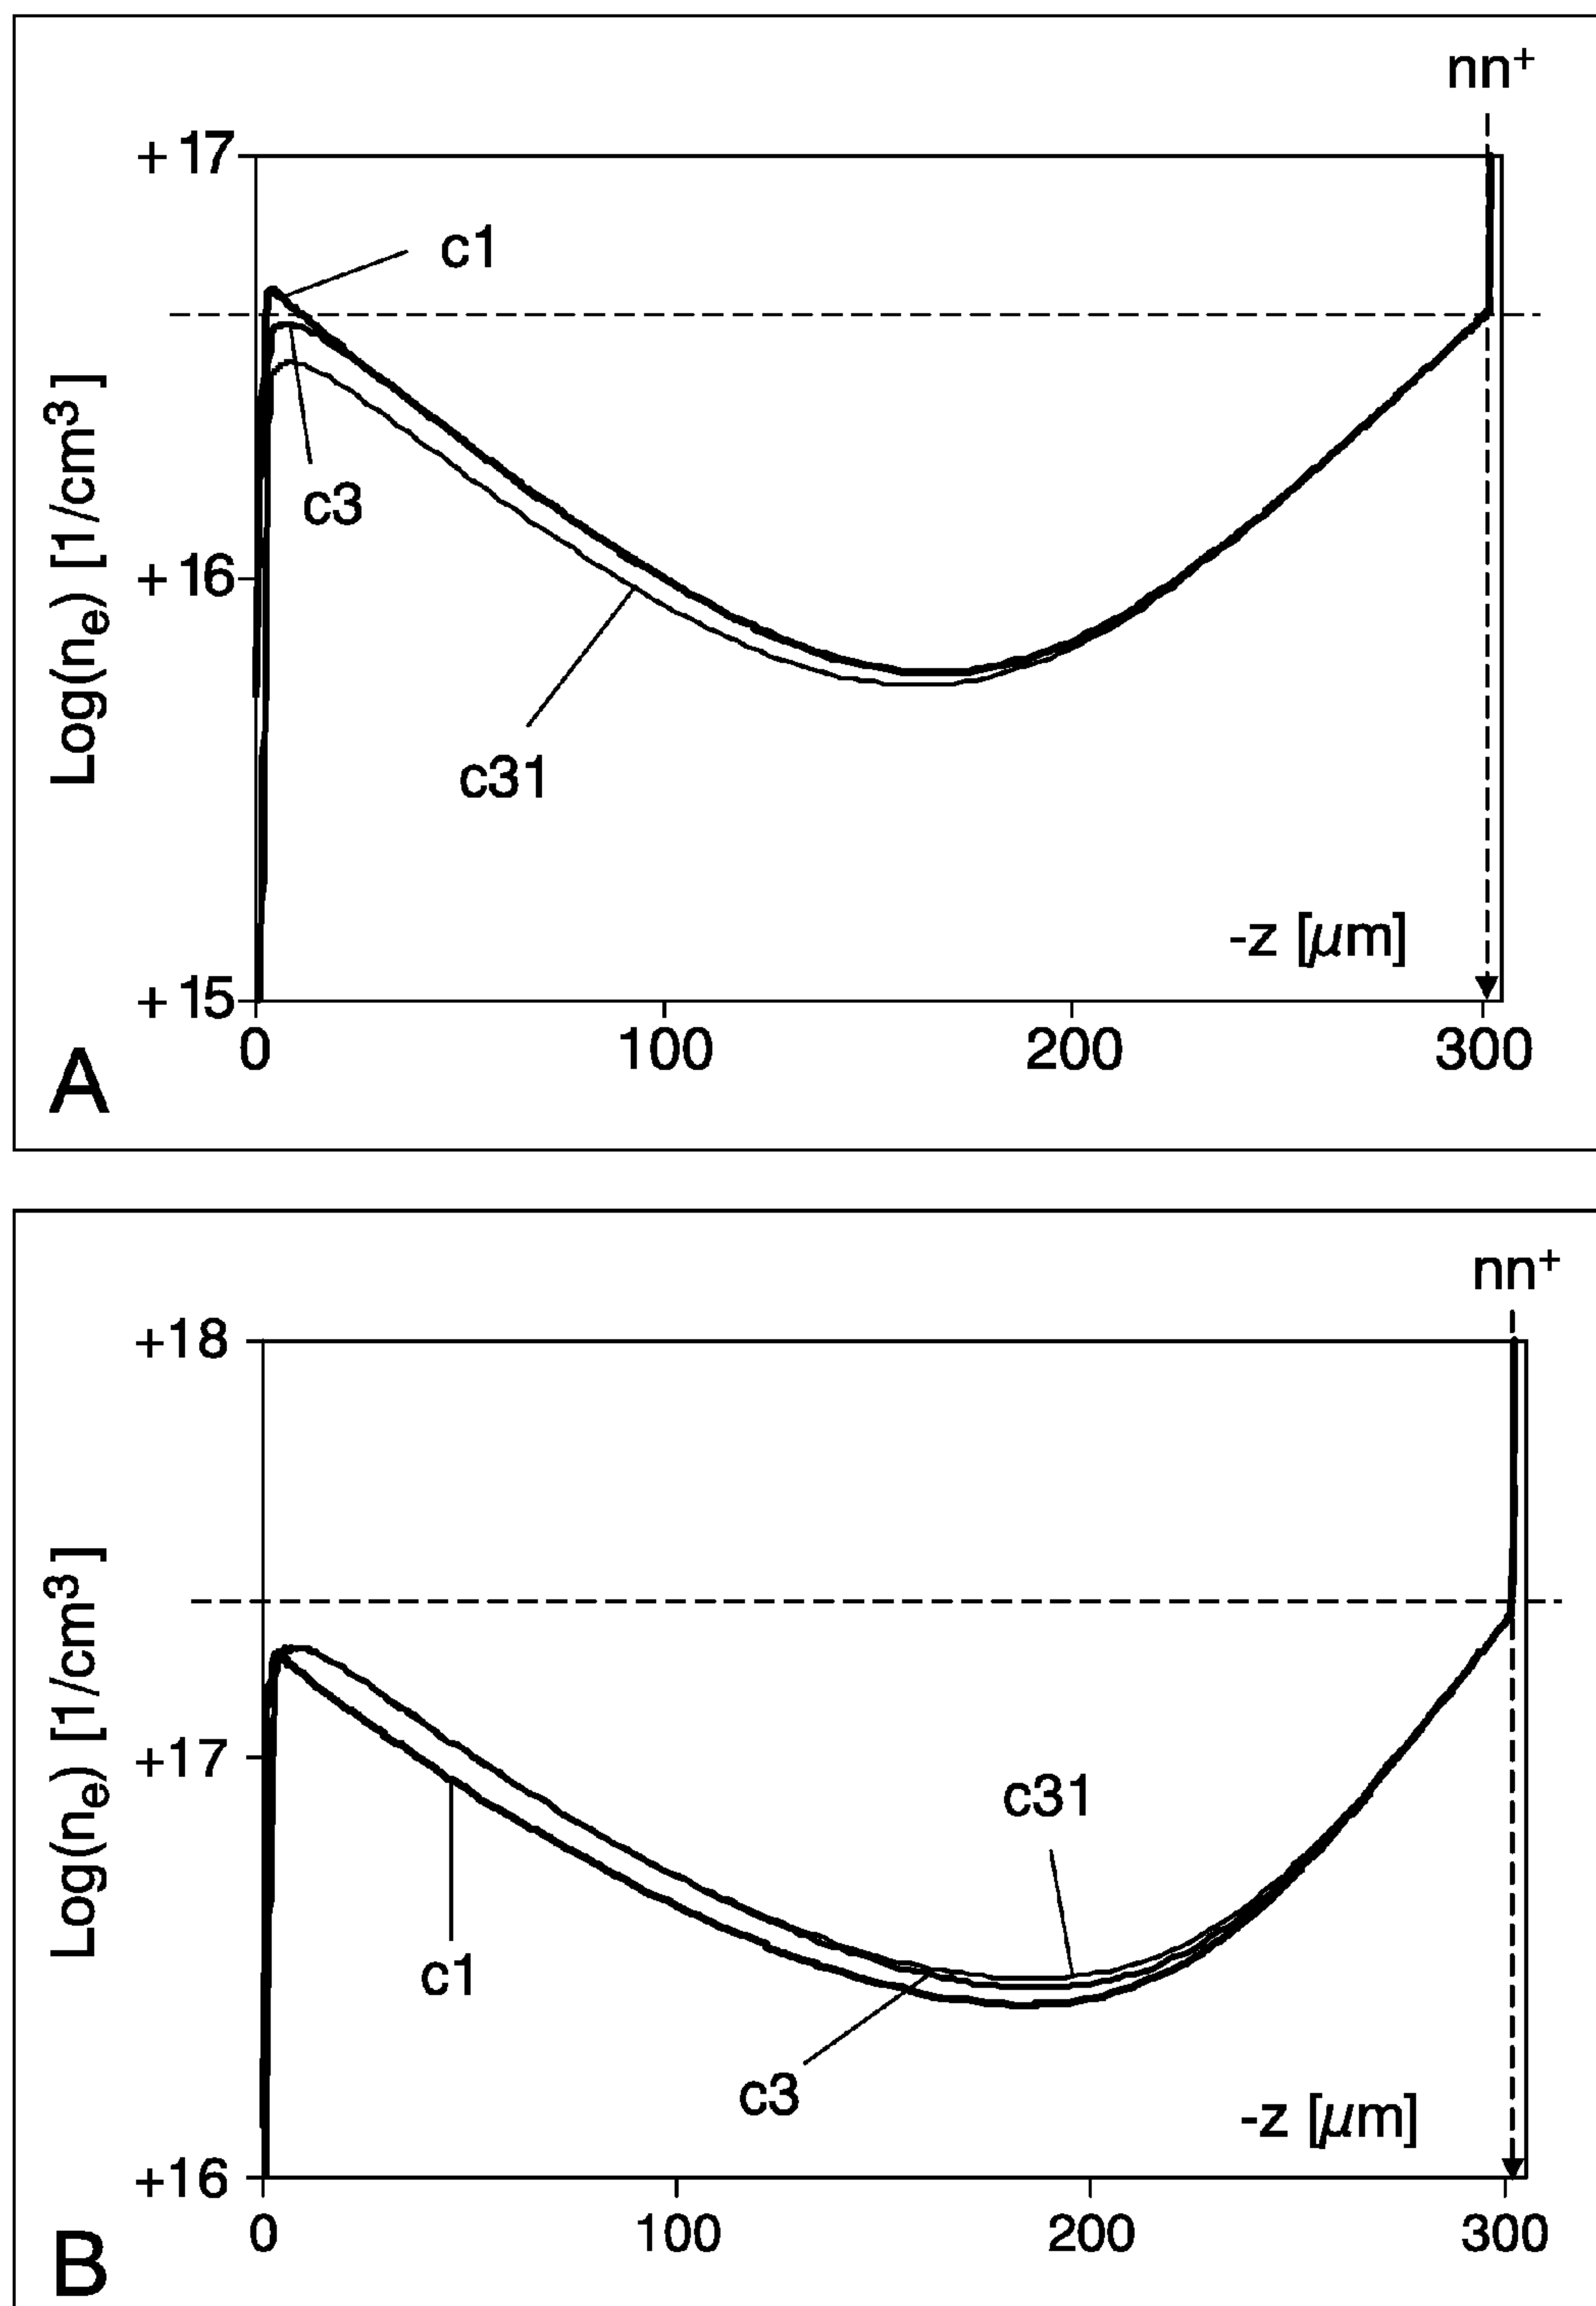 nn⁺
+17
c1
c3
+16
Log(nₑ) [1/cm³]
c31
-z [μm]
+15
0 100 200 300
A
nn⁺
+18
Log(nₑ) [1/cm³]
+17
c31
c1
c3
-z [μm]
+16
0 100 200 300
B